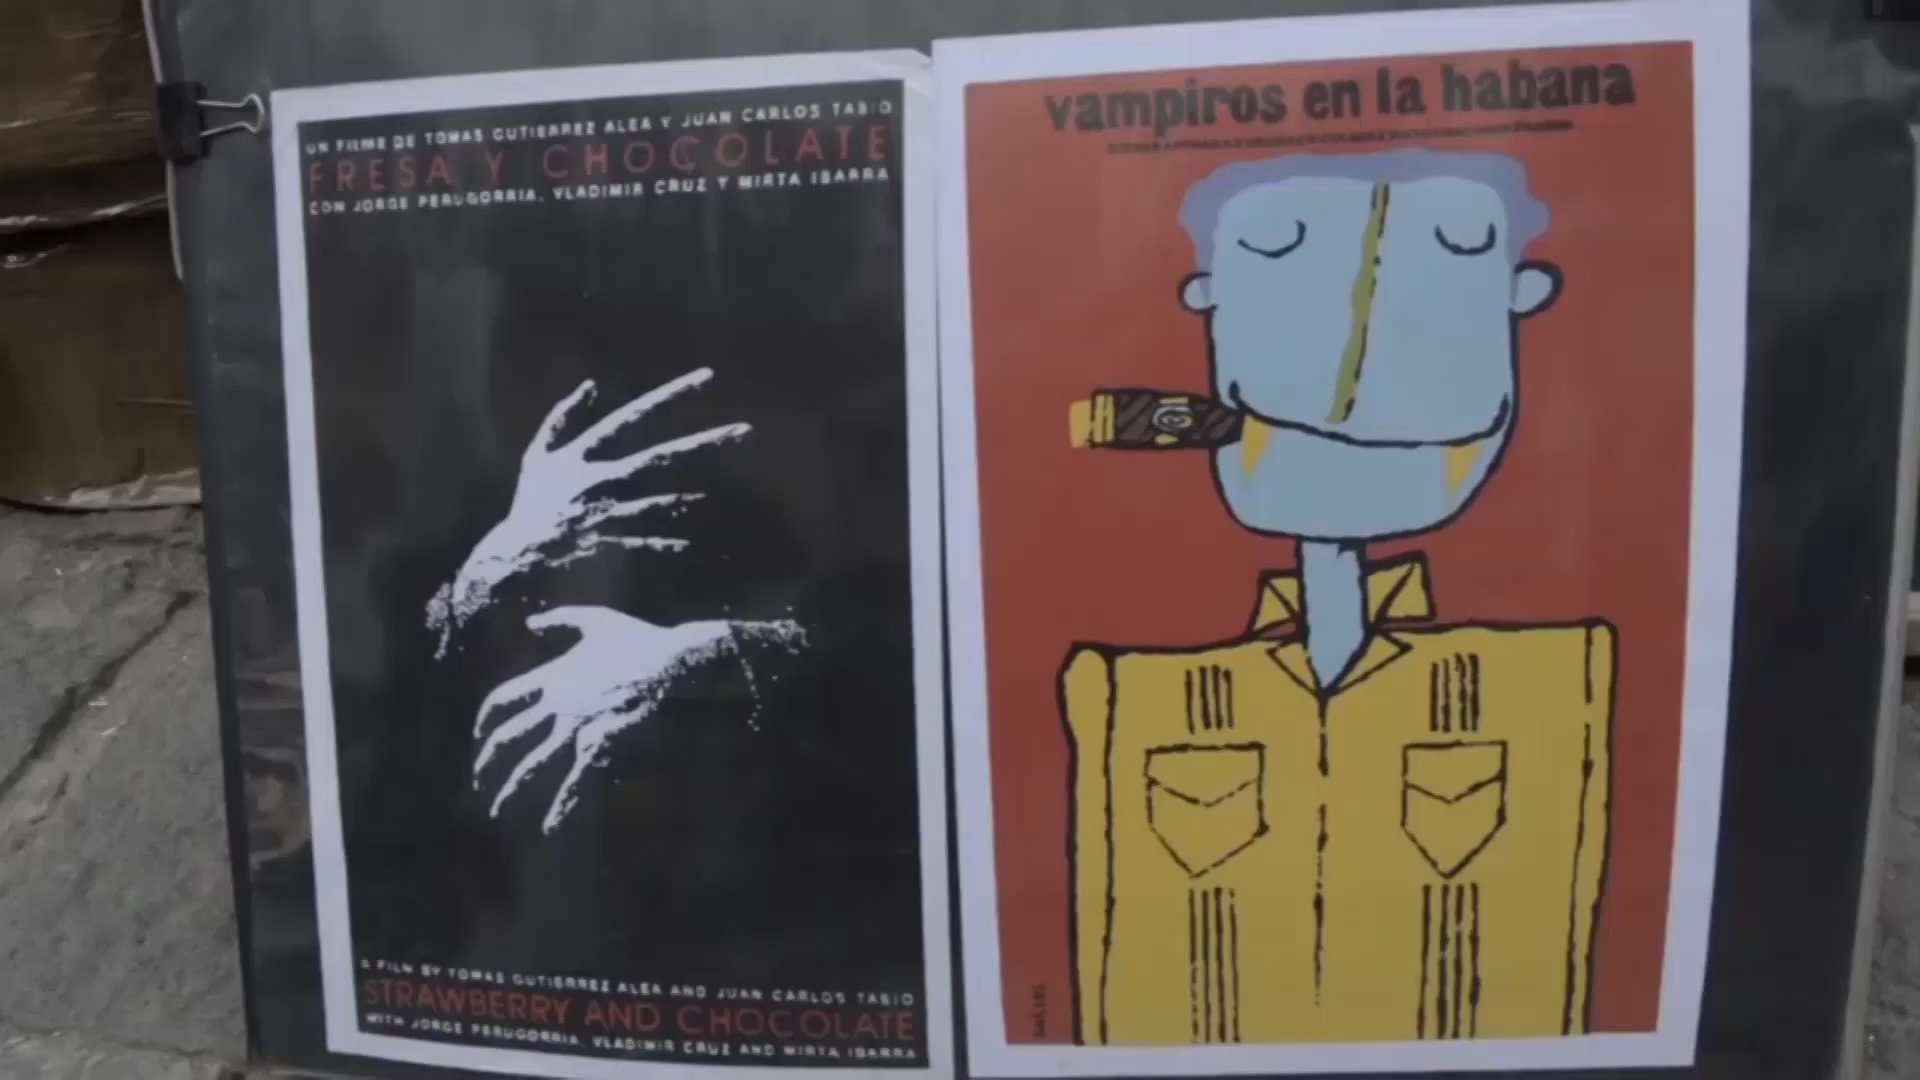 UN FILME DE TOMAS GUTIERREZ ALEA Y JUAN CARLOS TABIO
FRESA Y CHOCOLATE
CON JORGE PERUGORRIA, VLADIMIR CRUZ Y MIRTA IBARRA
A FILM BY TOMAS GUTIERREZ ALEA AND JUAN CARLOS TABIO
STRAWBERRY AND CHOCOLATE
WITH JORGE PERUGORRIA, VLADIMIR CRUZ AND MIRTA IBARRA
vampiros en la habana